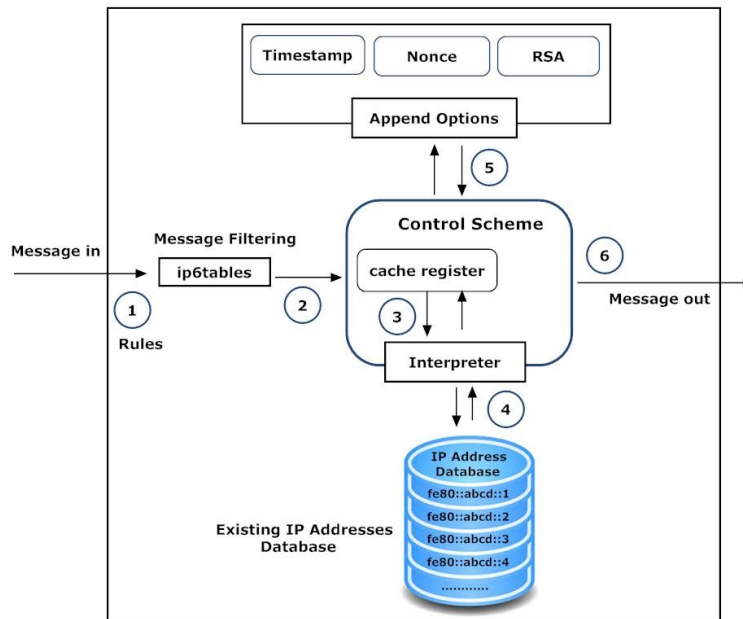 Timestamp
Nonce
RSA
Append Options
5
Control Scheme
6
Message in
Message Filtering
ip6tables
cache register
Message out
1
2
3
Rules
Interpreter
4
IP Address
Database
fe80::abcd::1
fe80::abcd::2
fe80::abcd::3
fe80::abcd::4
............
Existing IP Addresses
Database